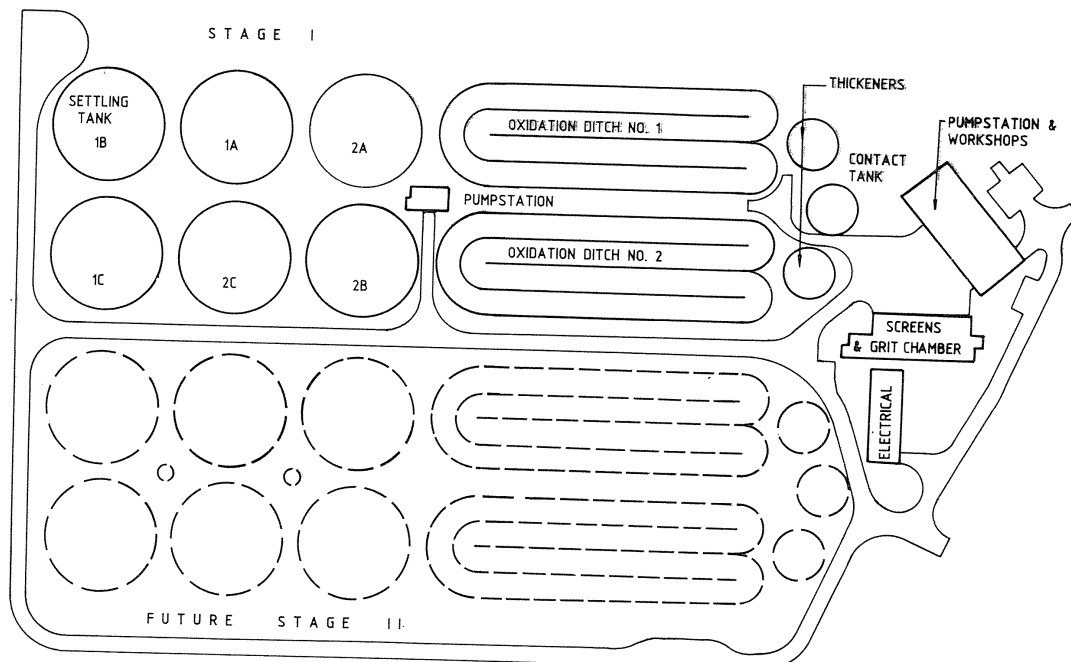 STAGE I
SETTLING
TANK
1B
1A
2A
OXIDATION DITCH NO. 1
THICKENERS
PUMPSTATION &
WORKSHOPS
CONTACT
TANK
PUMPSTATION
1C
2C
2B
OXIDATION DITCH NO. 2
SCREENS
& GRIT CHAMBER
ELECTRICAL
FUTURE STAGE II